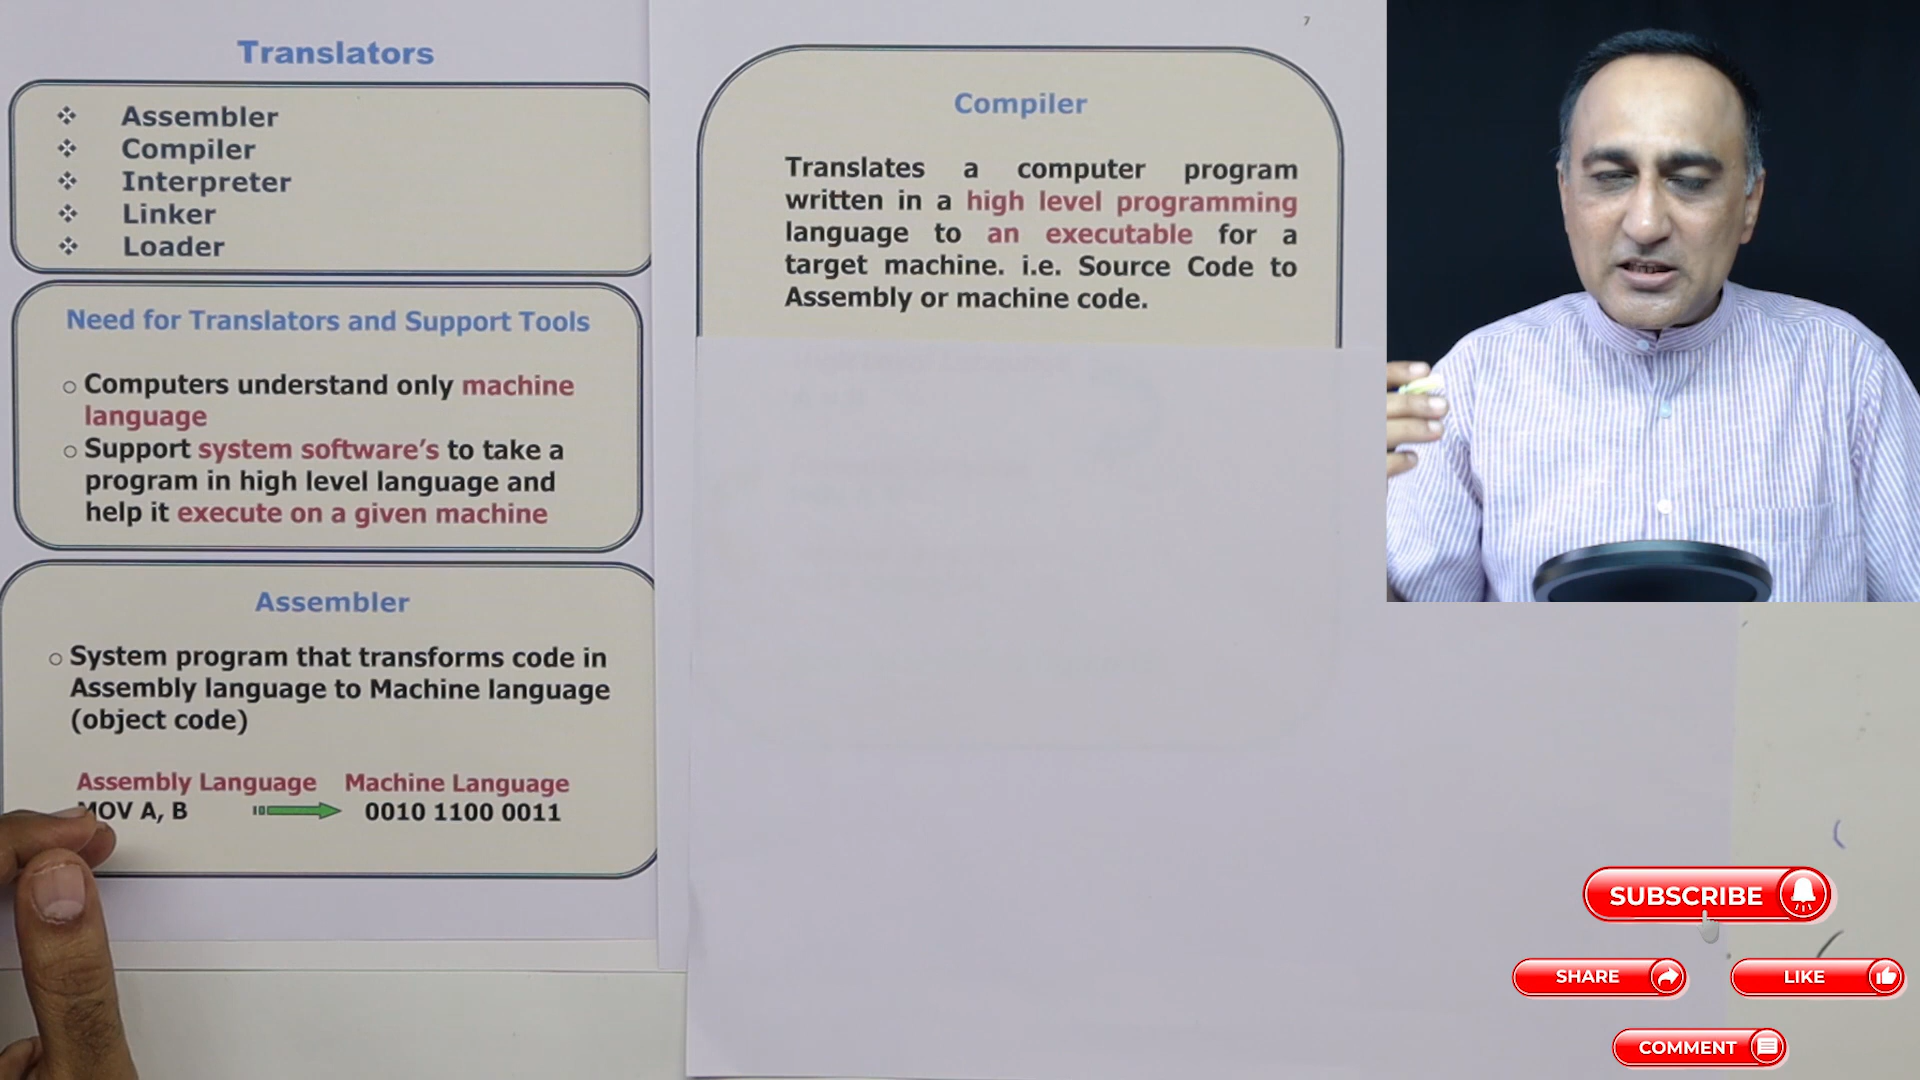 Translators
Assembler
Compiler
Interpreter
Linker
Loader
Need for Translators and Support Tools
Computers understand only machine
language
Support system software's to take a
program in high level language and
help it execute on a given machine
Assembler
System program that transforms code in
Assembly language to Machine language
(object code)
Assembly Language Machine Language
MOV A, B 0010 1100 0011
7
Compiler
Translates a computer program
written in a high level programming
language to an executable for a
target machine. i.e. Source Code to
Assembly or machine code.
SUBSCRIBE
SHARE
LIKE
COMMENT